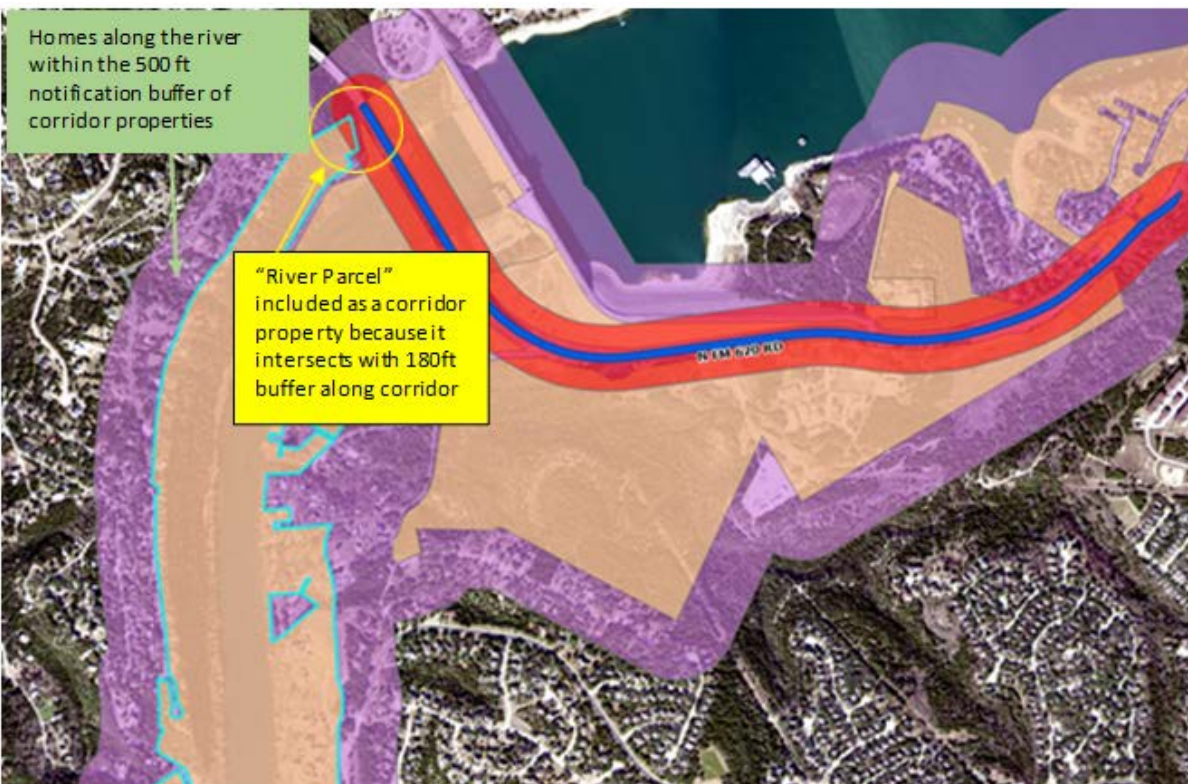 Homes along the river
within the 500 ft
notification buffer of
corridor properties
“River Parcel”
included as a corridor
property because it
intersects with 180ft
buffer along corridor
N FM 620 RD